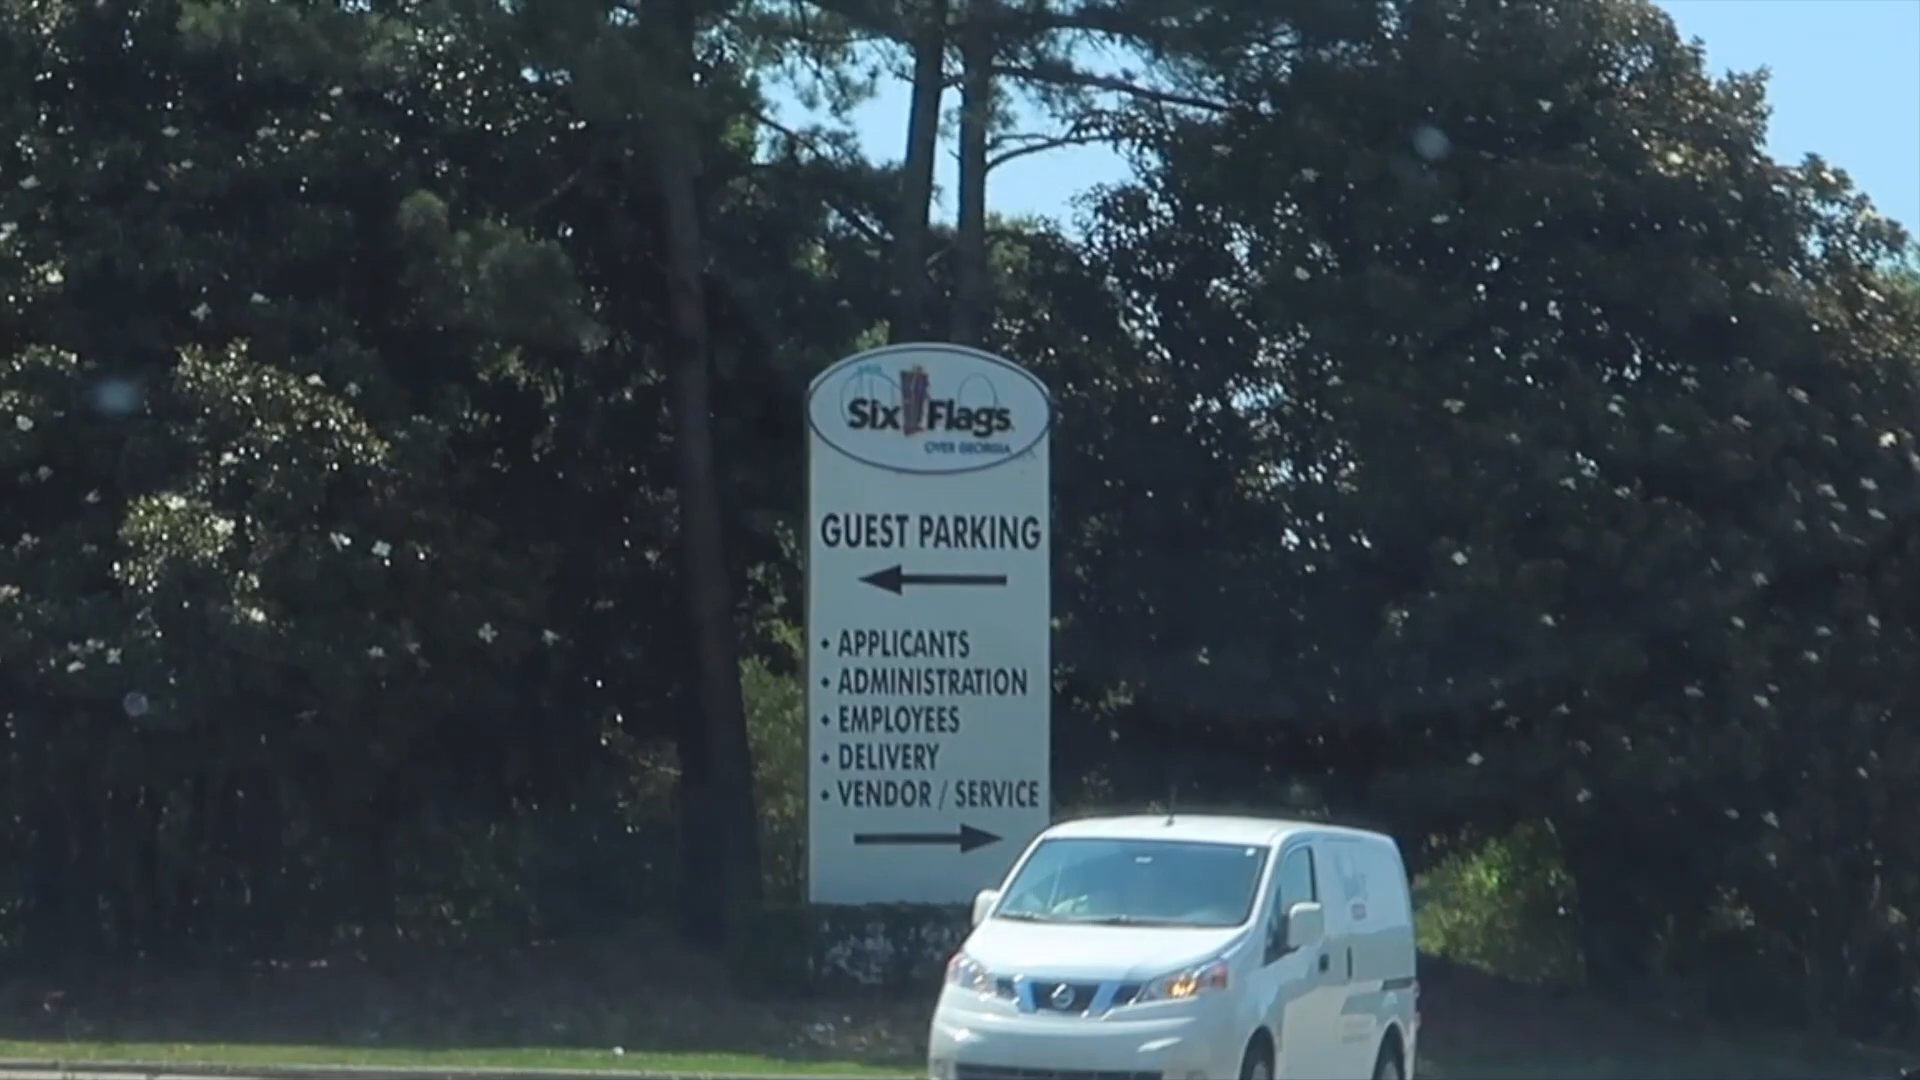 Six Flags
OVER GEORGIA
GUEST PARKING
• APPLICANTS
• ADMINISTRATION
• EMPLOYEES
• DELIVERY
• VENDOR / SERVICE